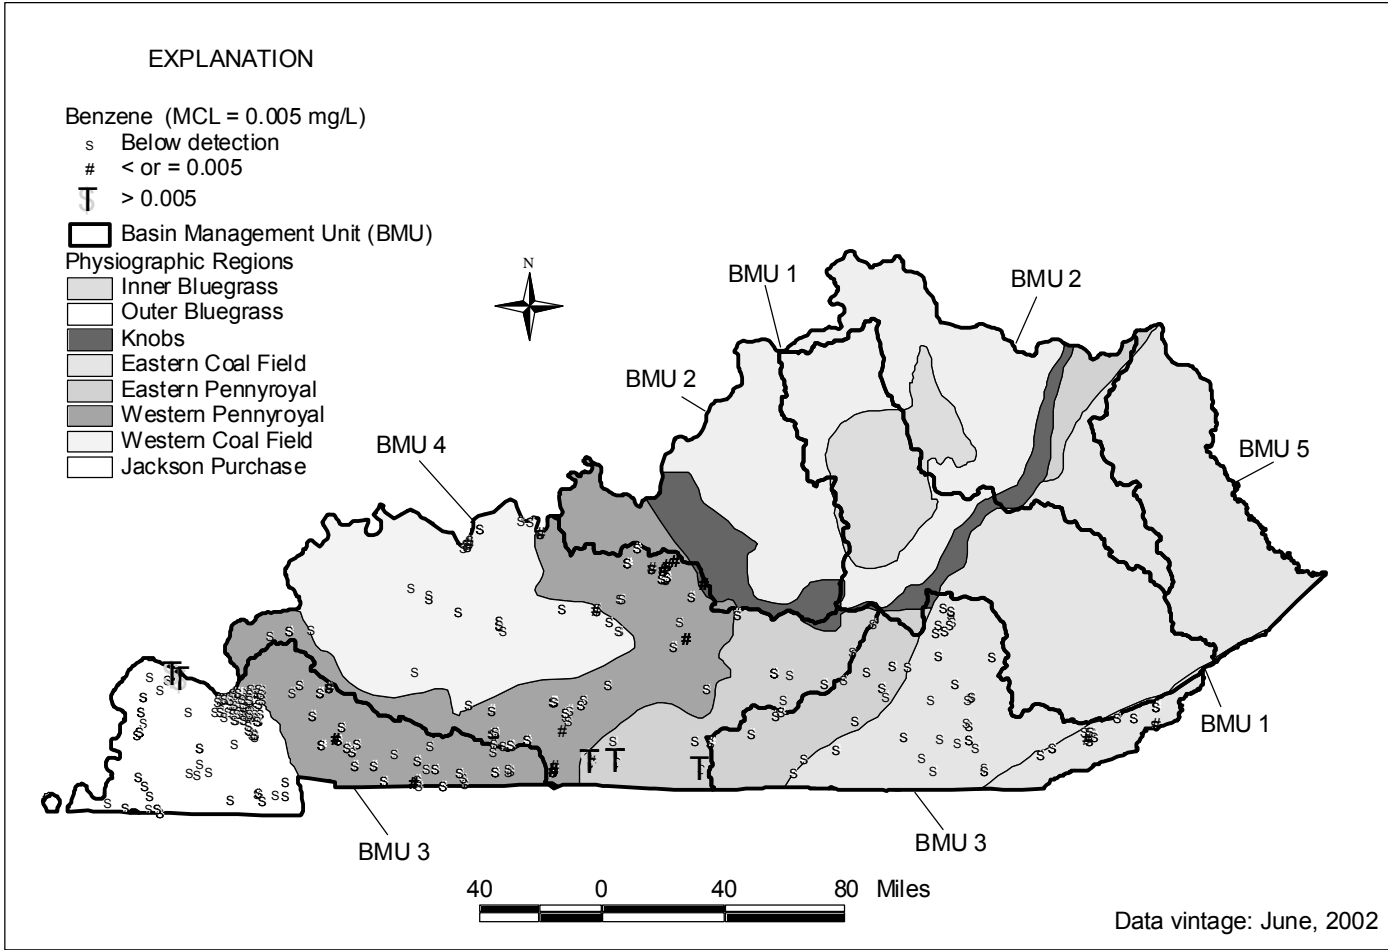 EXPLANATION
Benzene (MCL = 0.005 mg/L)
s Below detection
# < or = 0.005
T > 0.005
Basin Management Unit (BMU)
Physiographic Regions
Inner Bluegrass
Outer Bluegrass
Knobs
Eastern Coal Field
Eastern Pennyroyal
Western Pennyroyal
Western Coal Field
Jackson Purchase
N
BMU 1
BMU 2
BMU 2
BMU 4
BMU 5
BMU 1
BMU 3
BMU 3
40 0 40 80 Miles
Data vintage: June, 2002